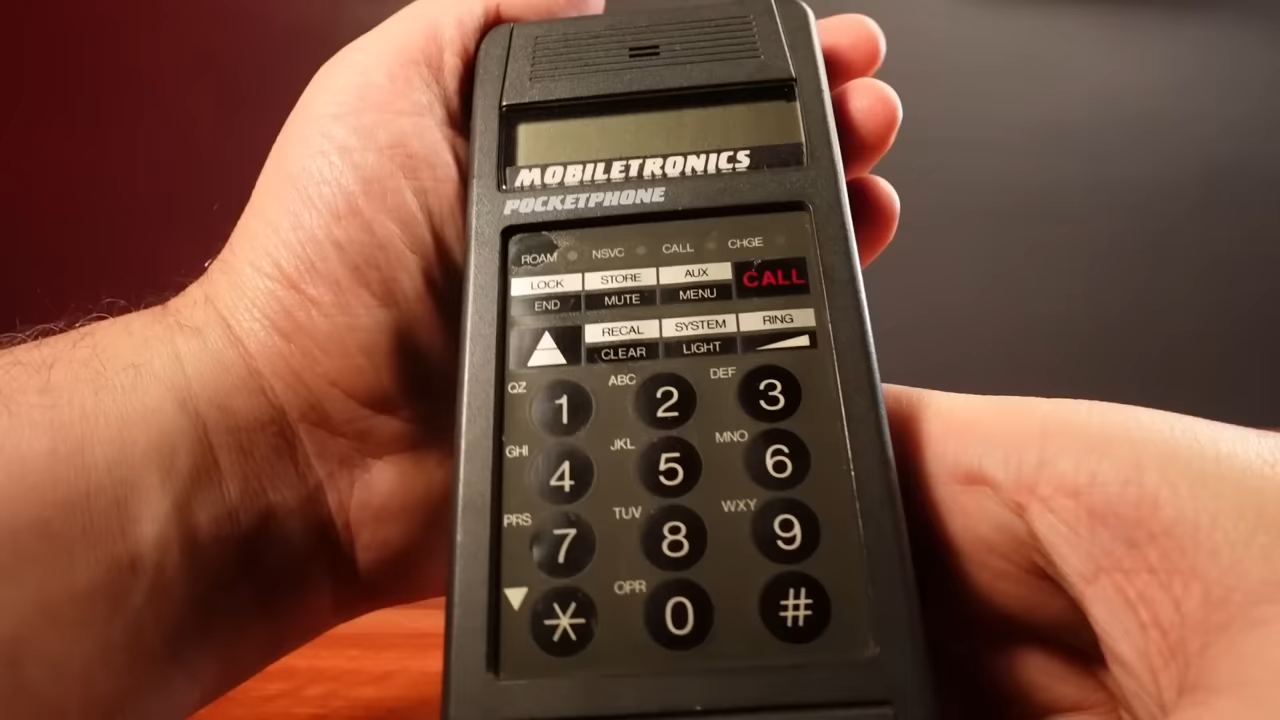 MOBILETRONICS
POCKETPHONE
ROAM NSVC CALL CHGE
LOCK STORE AUX CALL
END MUTE MENU
RECAL SYSTEM RING
CLEAR LIGHT
QZ ABC DEF
1 2 3
GHI JKL MNO
4 5 6
PRS TUV WXY
7 8 9
OPR
* 0 #